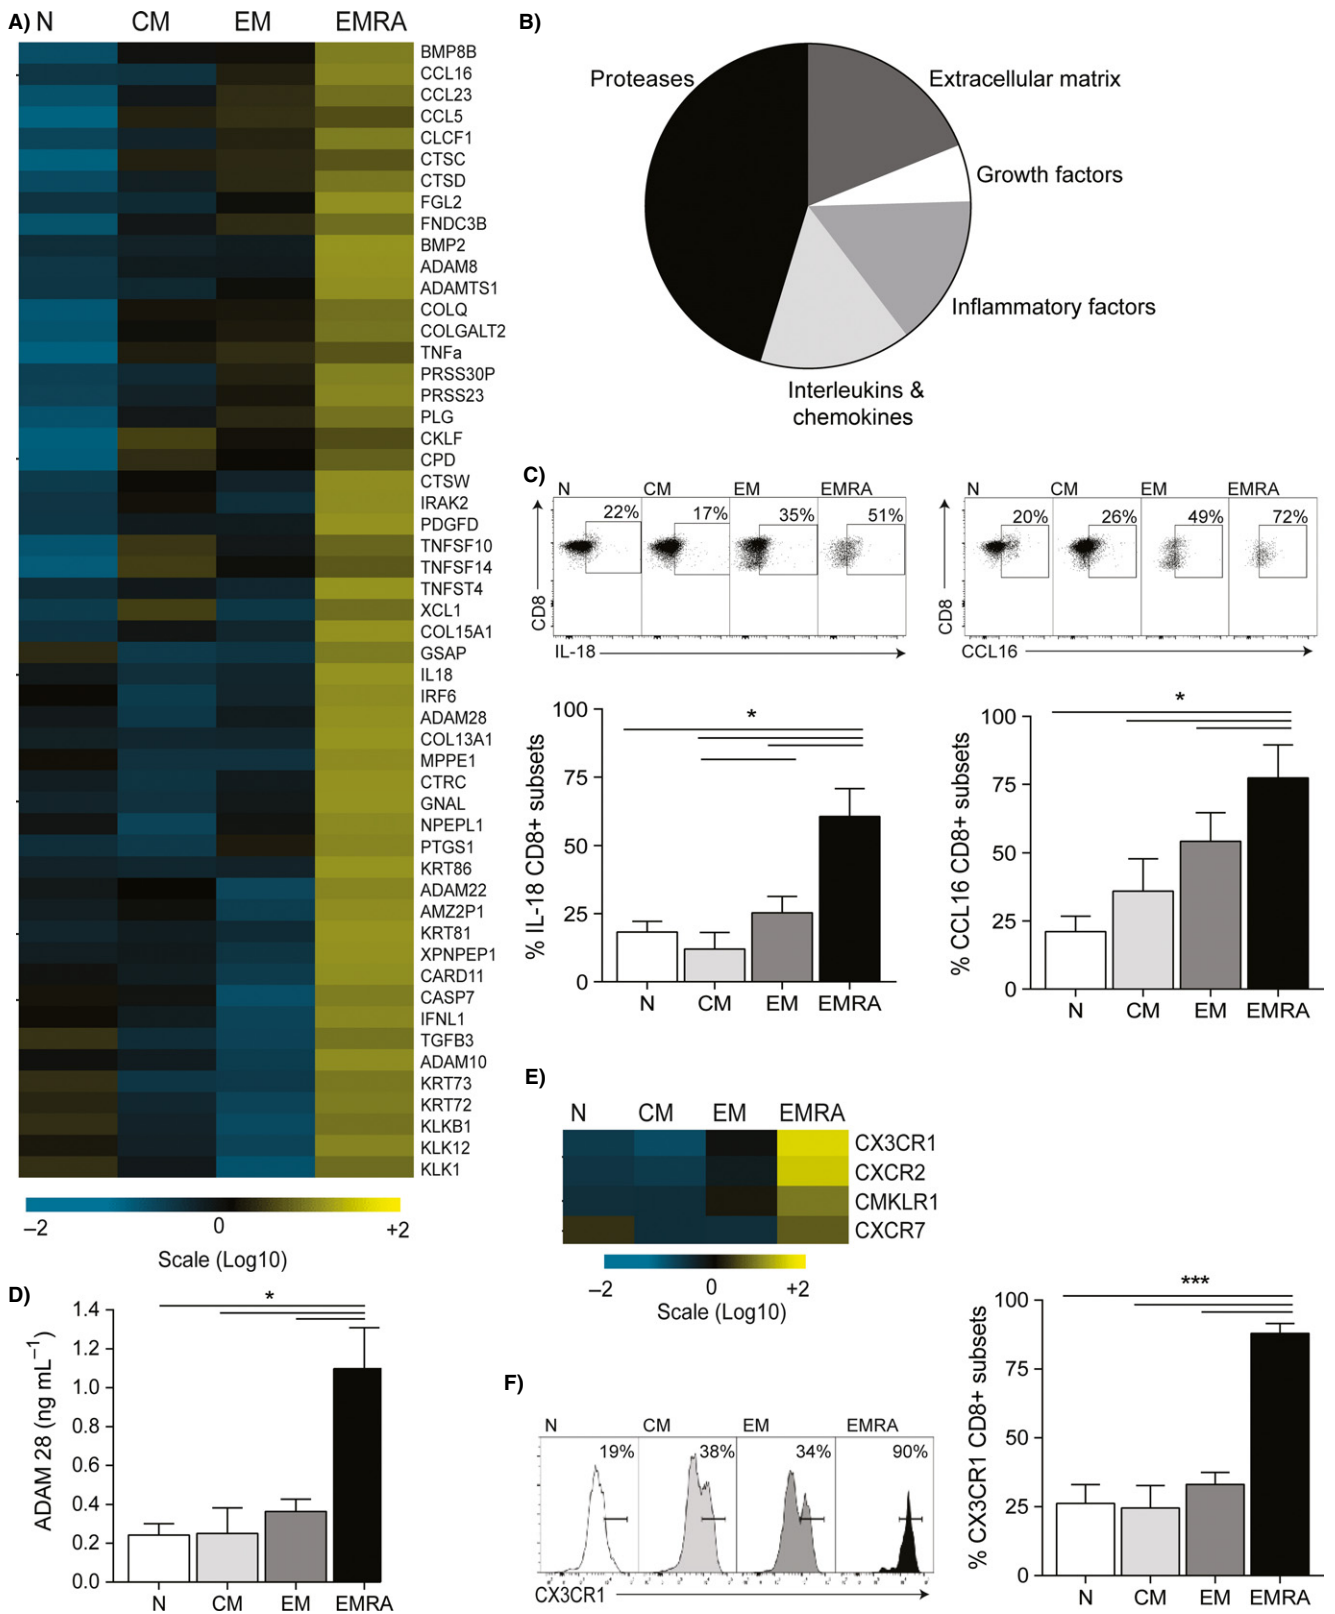 A)
N CM EM EMRA
BMP8B
CCL16
CCL23
CCL5
CLCF1
CTSC
CTSD
FGL2
FNDC3B
BMP2
ADAM8
ADAMTS1
COLQ
COLGALT2
TNFa
PRSS30P
PRSS23
PLG
CKLF
CPD
CTSW
IRAK2
PDGFD
TNFSF10
TNFSF14
TNFST4
XCL1
COL15A1
GSAP
IL18
IRF6
ADAM28
COL13A1
MPPE1
CTRC
GNAL
NPEPL1
PTGS1
KRT86
ADAM22
AMZ2P1
KRT81
XPNPEP1
CARD11
CASP7
IFNL1
TGFB3
ADAM10
KRT73
KRT72
KLKB1
KLK12
KLK1
–2 0 +2
Scale (Log10)
B)
Proteases
Extracellular matrix
Growth factors
Inflammatory factors
Interleukins &
chemokines
C)
N CM EM EMRA
22% 17% 35% 51%
CD8
IL-18
N CM EM EMRA
20% 26% 49% 72%
CD8
CCL16
% IL-18 CD8+ subsets
100
75
50
25
0
*
N CM EM EMRA
% CCL16 CD8+ subsets
100
75
50
25
0
*
N CM EM EMRA
D)
ADAM 28 (ng mL⁻¹)
1.4
1.2
1.0
0.8
0.6
0.4
0.2
0.0
*
N CM EM EMRA
E)
N CM EM EMRA
CX3CR1
CXCR2
CMKLR1
CXCR7
–2 0 +2
Scale (Log10)
F)
N CM EM EMRA
19% 38% 34% 90%
CX3CR1
% CX3CR1 CD8+ subsets
100
75
50
25
0
***
N CM EM EMRA